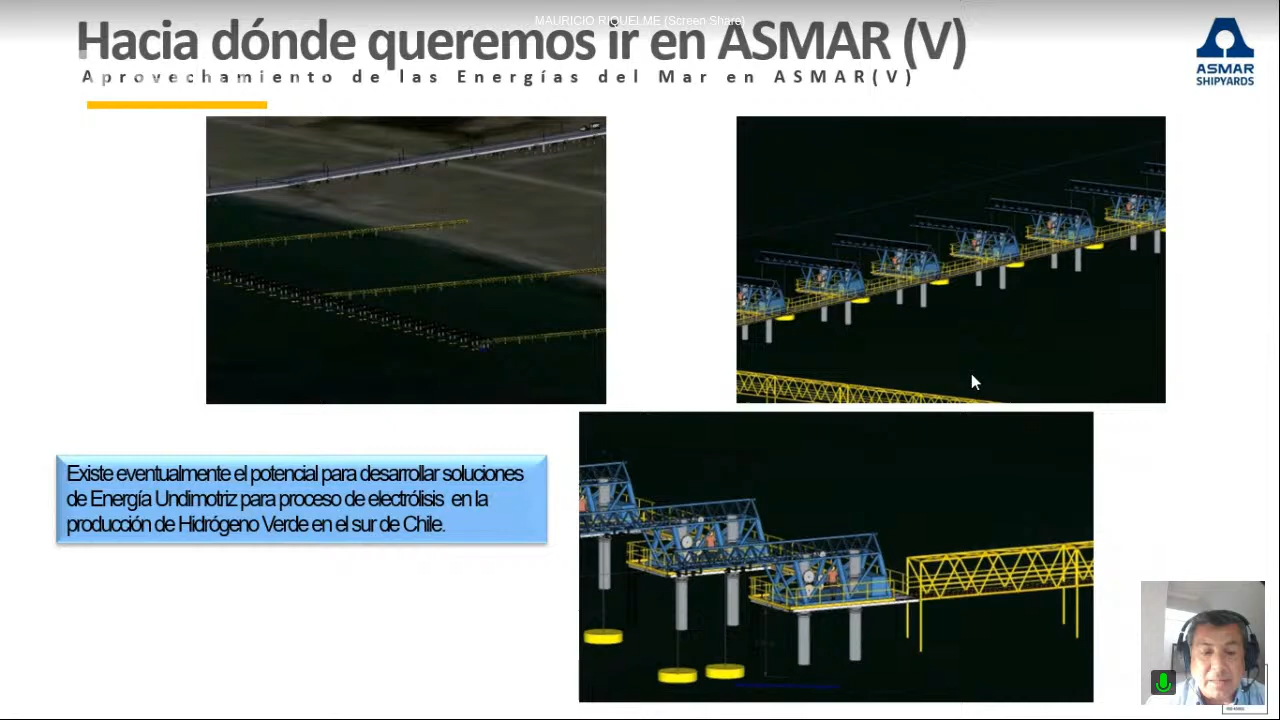 MAURICIO RIQUELME (Screen Share)
Hacia dónde queremos ir en ASMAR (V)
Aprovechamiento de las Energías del Mar en ASMAR(V)
ASMAR
SHIPYARDS
Existe eventualmente el potencial para desarrollar soluciones
de Energía Undimotriz para proceso de electrólisis en la
producción de Hidrógeno Verde en el sur de Chile.